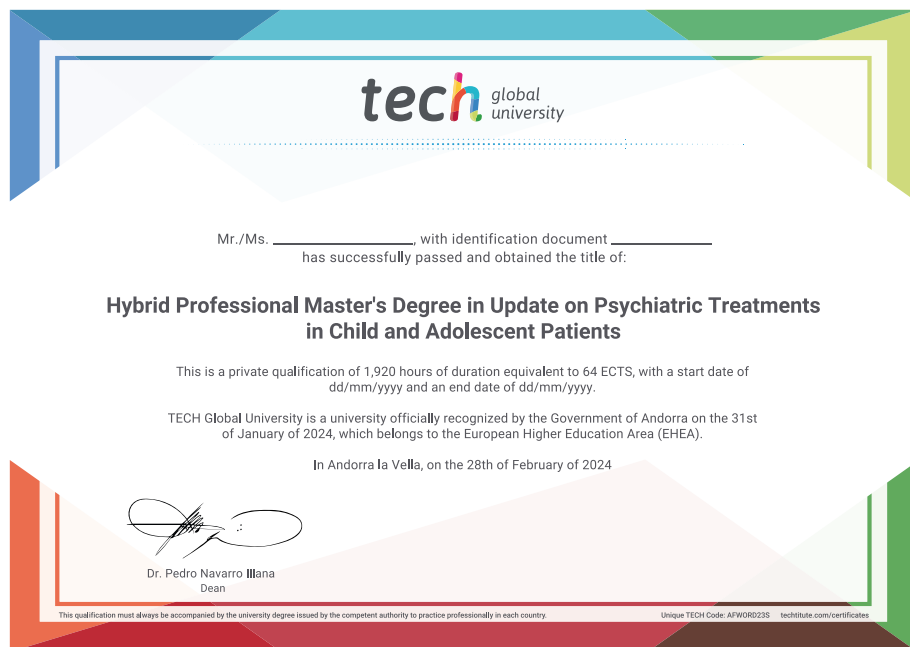 tech global
university
Mr./Ms. ____________, with identification document ____________
has successfully passed and obtained the title of:
Hybrid Professional Master's Degree in Update on Psychiatric Treatments
in Child and Adolescent Patients
This is a private qualification of 1,920 hours of duration equivalent to 64 ECTS, with a start date of
dd/mm/yyyy and an end date of dd/mm/yyyy.
TECH Global University is a university officially recognized by the Government of Andorra on the 31st
of January of 2024, which belongs to the European Higher Education Area (EHEA).
In Andorra la Vella, on the 28th of February of 2024
Dr. Pedro Navarro Illana
Dean
This qualification must always be accompanied by the university degree issued by the competent authority to practice professionally in each country.
Unique TECH Code: AFWORD23S techtitute.com/certificates